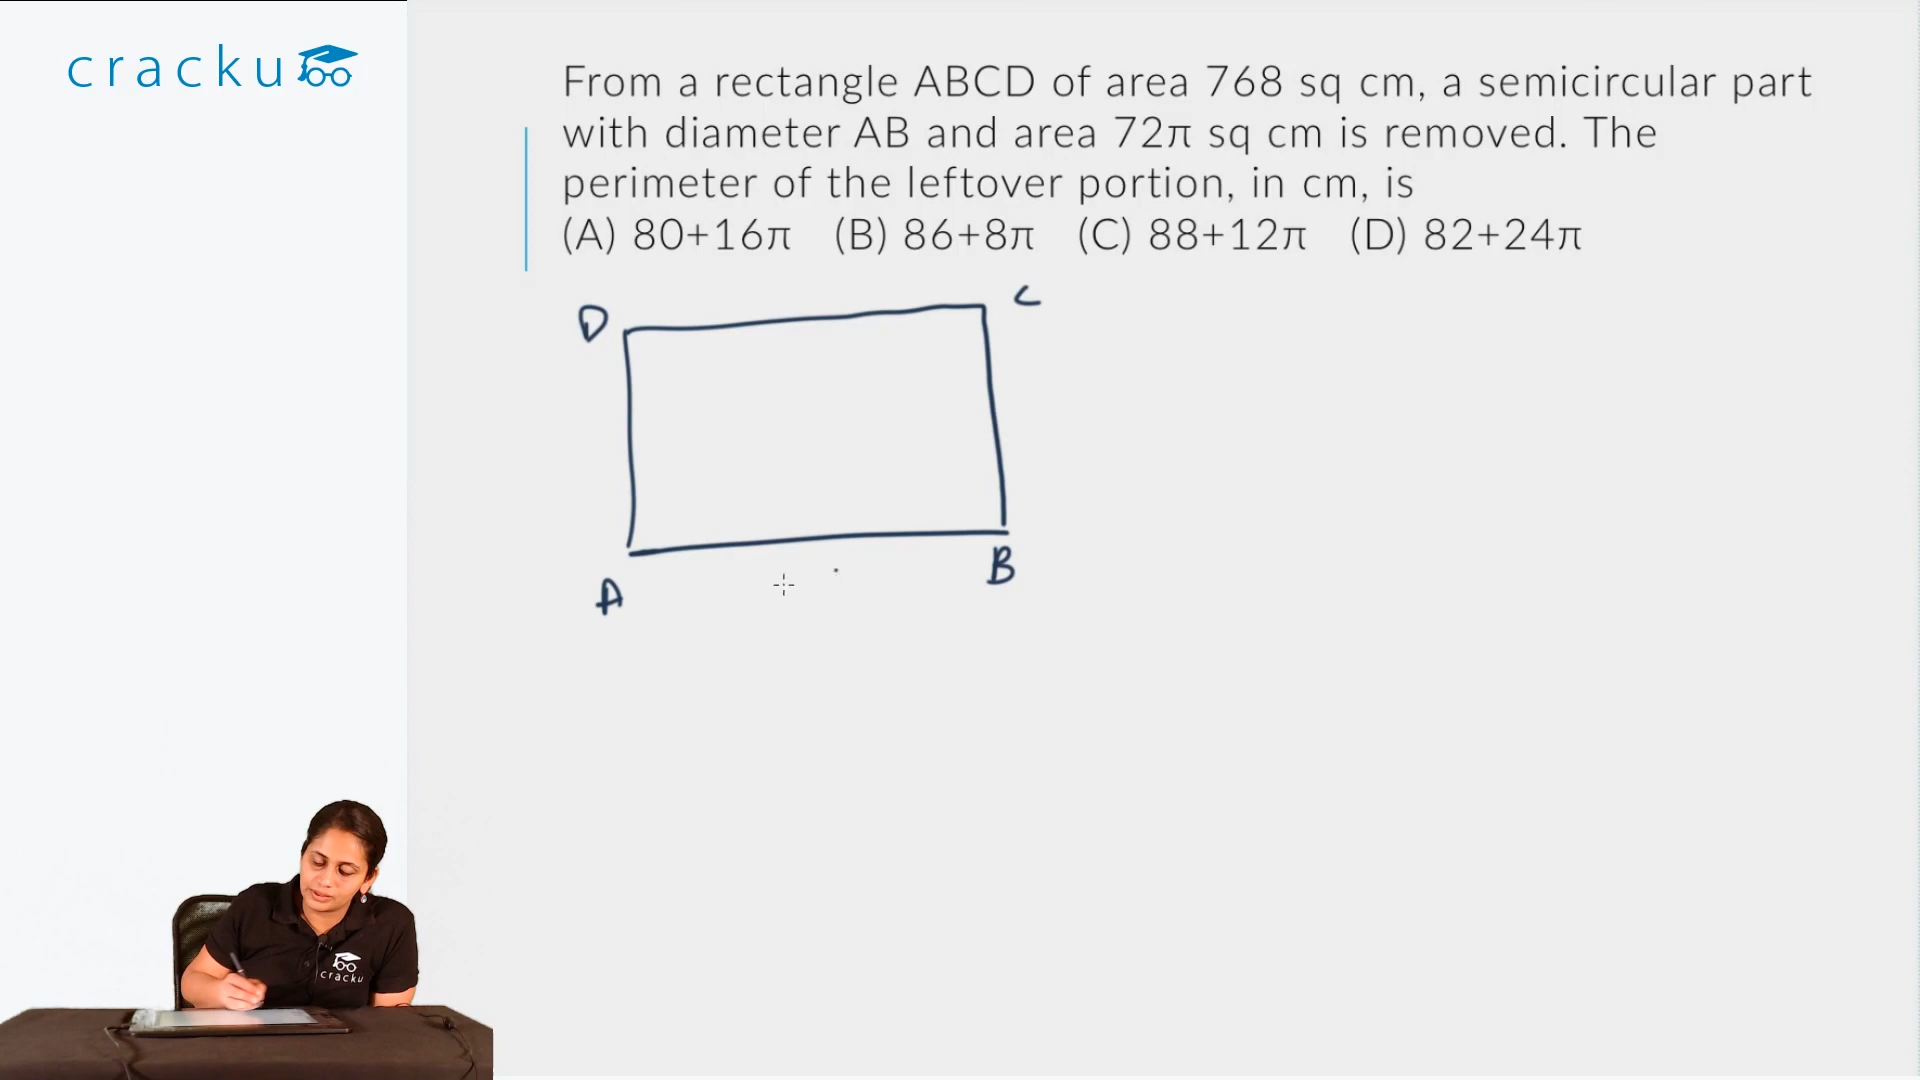 cracku
From a rectangle ABCD of area 768 sq cm, a semicircular part
with diameter AB and area 72π sq cm is removed. The
perimeter of the leftover portion, in cm, is
(A) 80+16π (B) 86+8π (C) 88+12π (D) 82+24π
D
C
A
B
cracku